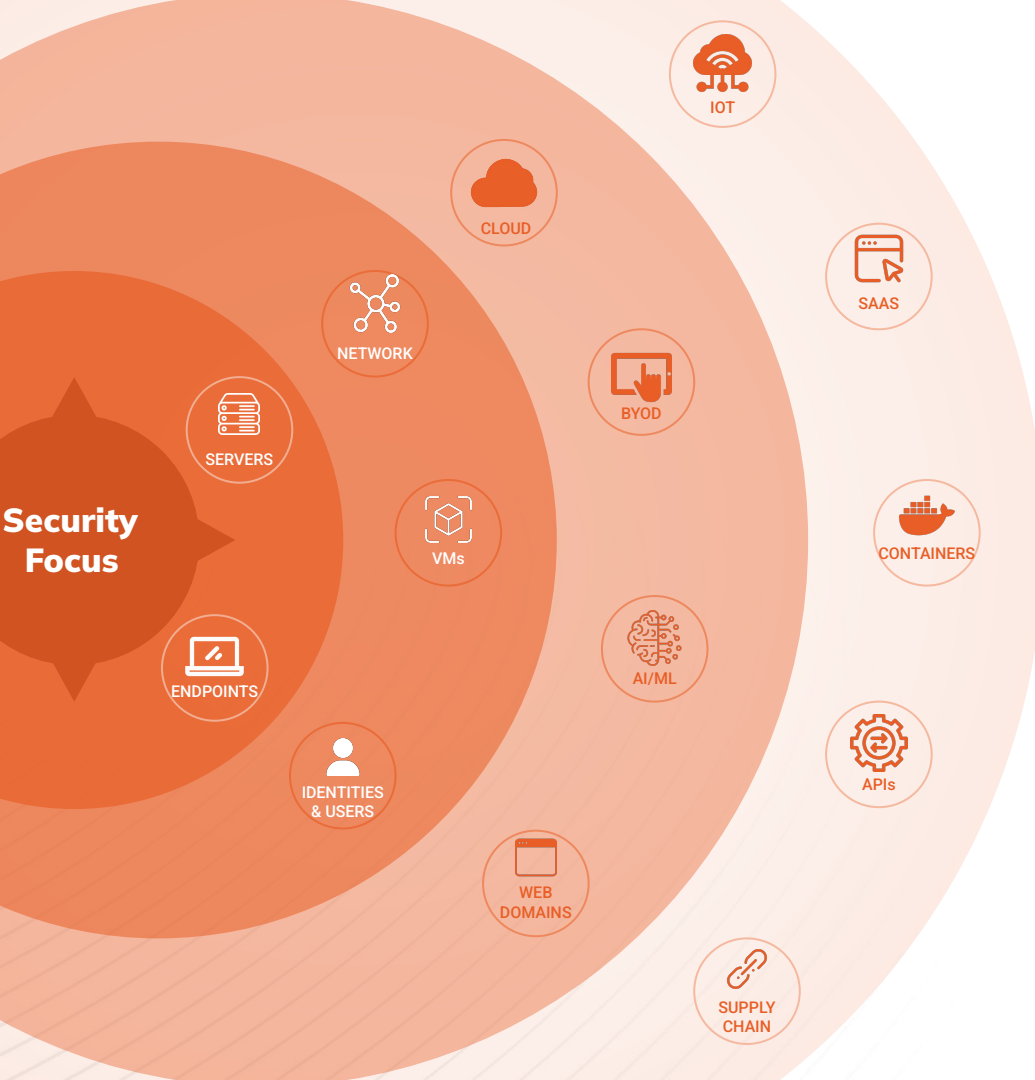 Security
Focus
SERVERS
ENDPOINTS
NETWORK
VMs
IDENTITIES
& USERS
CLOUD
BYOD
AI/ML
WEB
DOMAINS
IOT
SAAS
CONTAINERS
APIs
SUPPLY
CHAIN